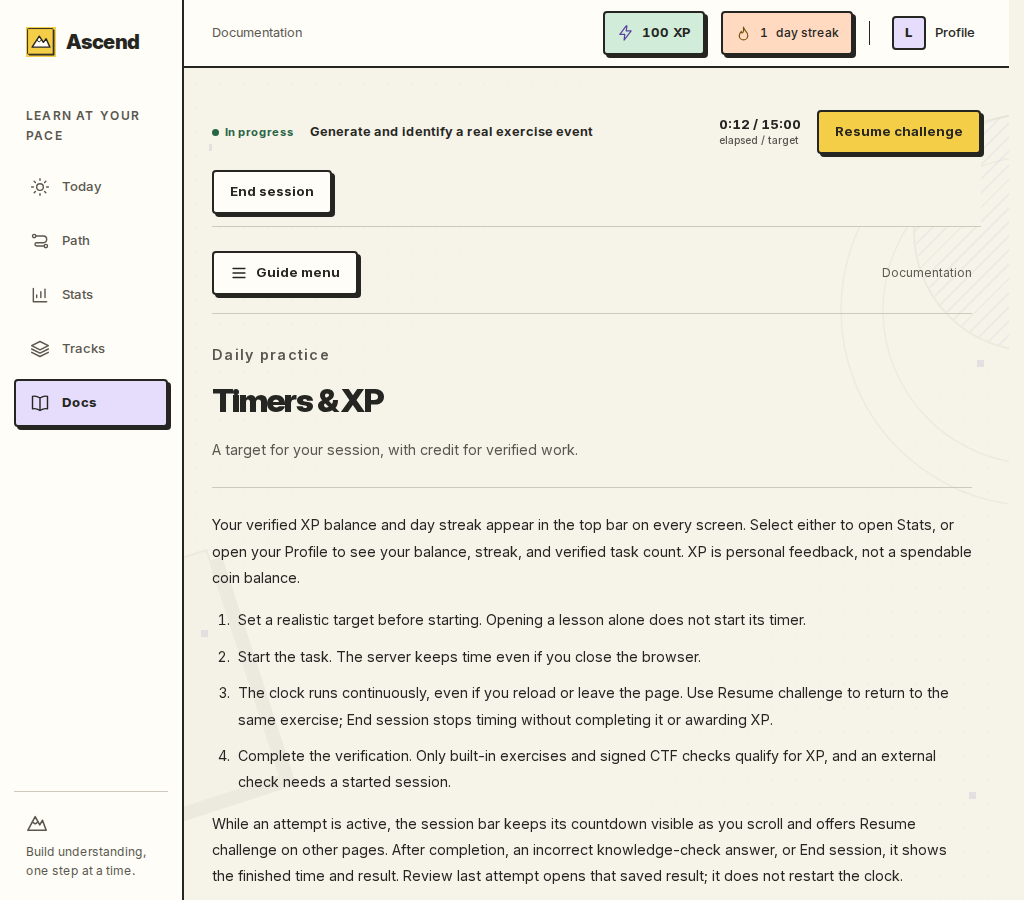 Ascend
LEARN AT YOUR
PACE
Today
Path
Stats
Tracks
Docs
Build understanding,
one step at a time.
Documentation
100 XP
1 day streak
L
Profile
In progress
Generate and identify a real exercise event
0:12 / 15:00
elapsed / target
Resume challenge
End session
Guide menu
Documentation
Daily practice
Timers & XP
A target for your session, with credit for verified work.
Your verified XP balance and day streak appear in the top bar on every screen. Select either to open Stats, or
open your Profile to see your balance, streak, and verified task count. XP is personal feedback, not a spendable
coin balance.
1. Set a realistic target before starting. Opening a lesson alone does not start its timer.
2. Start the task. The server keeps time even if you close the browser.
3. The clock runs continuously, even if you reload or leave the page. Use Resume challenge to return to the
same exercise; End session stops timing without completing it or awarding XP.
4. Complete the verification. Only built-in exercises and signed CTF checks qualify for XP, and an external
check needs a started session.
While an attempt is active, the session bar keeps its countdown visible as you scroll and offers Resume
challenge on other pages. After completion, an incorrect knowledge-check answer, or End session, it shows
the finished time and result. Review last attempt opens that saved result; it does not restart the clock.